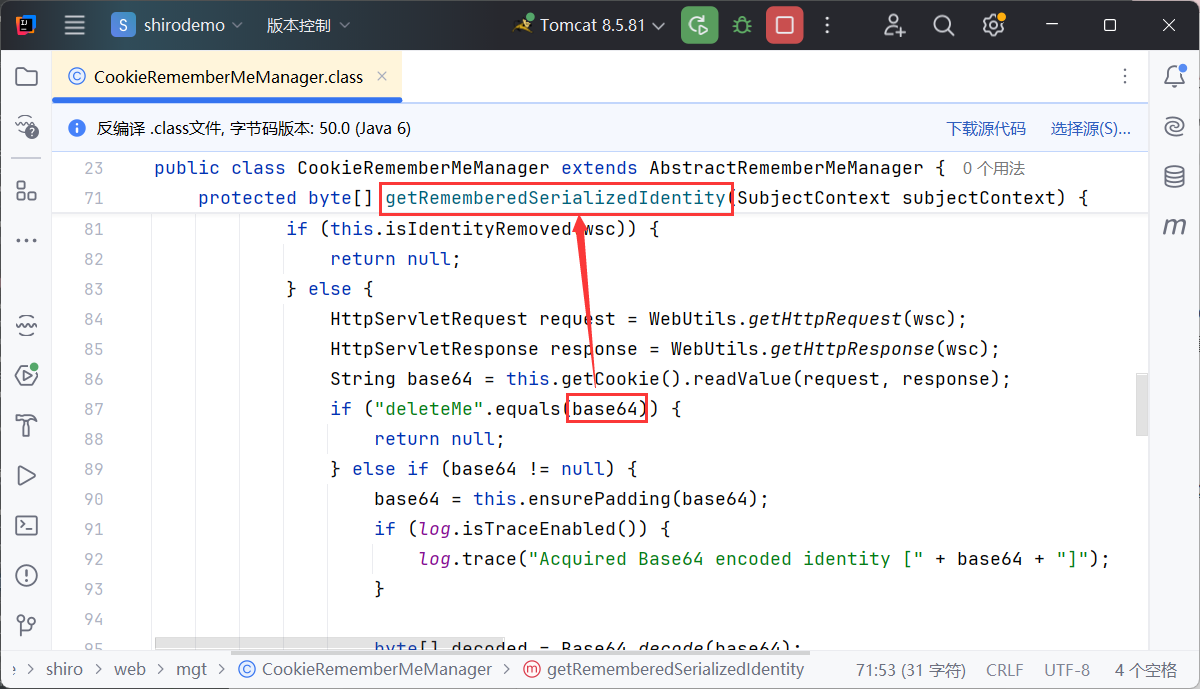 S shirodemo 版本控制 Tomcat 8.5.81
CookieRememberMeManager.class
反编译 .class文件, 字节码版本: 50.0 (Java 6) 下载源代码 选择源(S)...
23 public class CookieRememberMeManager extends AbstractRememberMeManager { 0 个用法
71 protected byte[] getRememberedSerializedIdentity(SubjectContext subjectContext) {
81 if (this.isIdentityRemoved(wsc)) {
82 return null;
83 } else {
84 HttpServletRequest request = WebUtils.getHttpRequest(wsc);
85 HttpServletResponse response = WebUtils.getHttpResponse(wsc);
86 String base64 = this.getCookie().readValue(request, response);
87 if ("deleteMe".equals(base64)) {
88 return null;
89 } else if (base64 != null) {
90 base64 = this.ensurePadding(base64);
91 if (log.isTraceEnabled()) {
92 log.trace("Acquired Base64 encoded identity [" + base64 + "]");
93 }
94
95 byte[] decoded = Base64.decode(base64);
shiro > web > mgt > CookieRememberMeManager > getRememberedSerializedIdentity 71:53 (31 字符) CRLF UTF-8 4 个空格